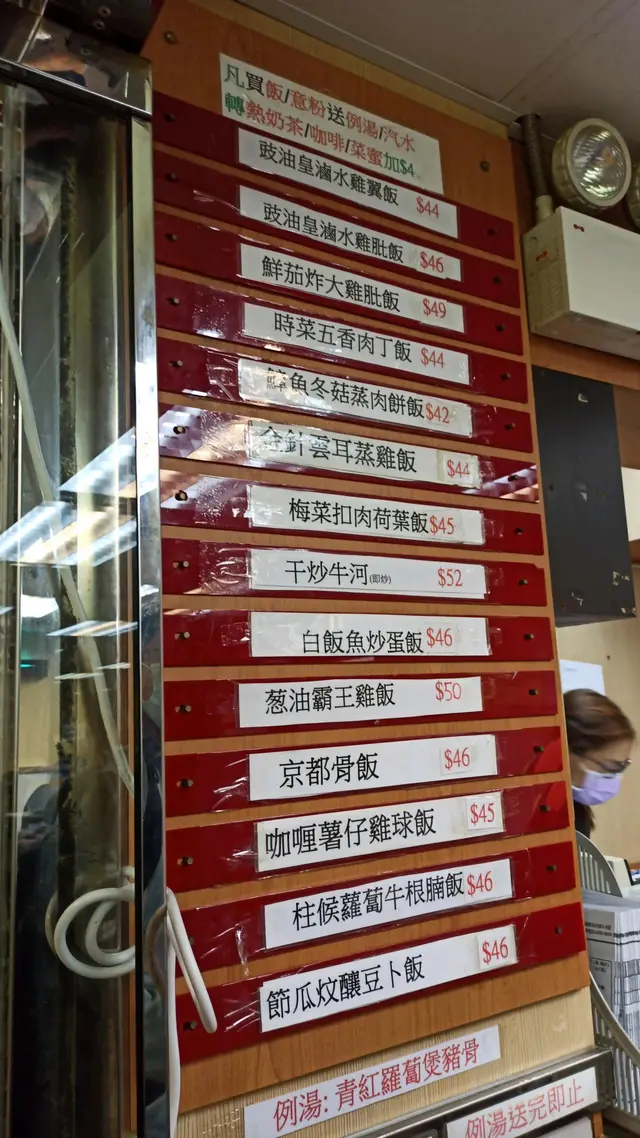 凡買飯/意粉送例湯/汽水
轉熱奶茶/咖啡/菜蜜加$4
豉油皇滷水雞翼飯 $44
豉油皇滷水雞肶飯 $46
鮮茄炸大雞肶飯 $49
時菜五香肉丁飯 $44
鱆魚冬菇蒸肉餅飯 $42
金針雲耳蒸雞飯 $44
梅菜扣肉荷葉飯 $45
干炒牛河(即炒) $52
白飯魚炒蛋飯 $46
葱油霸王雞飯 $50
京都骨飯 $46
咖喱薯仔雞球飯 $45
柱候蘿蔔牛根腩飯 $46
節瓜炆釀豆卜飯 $46
例湯: 青紅蘿蔔煲豬骨
例湯送完即止